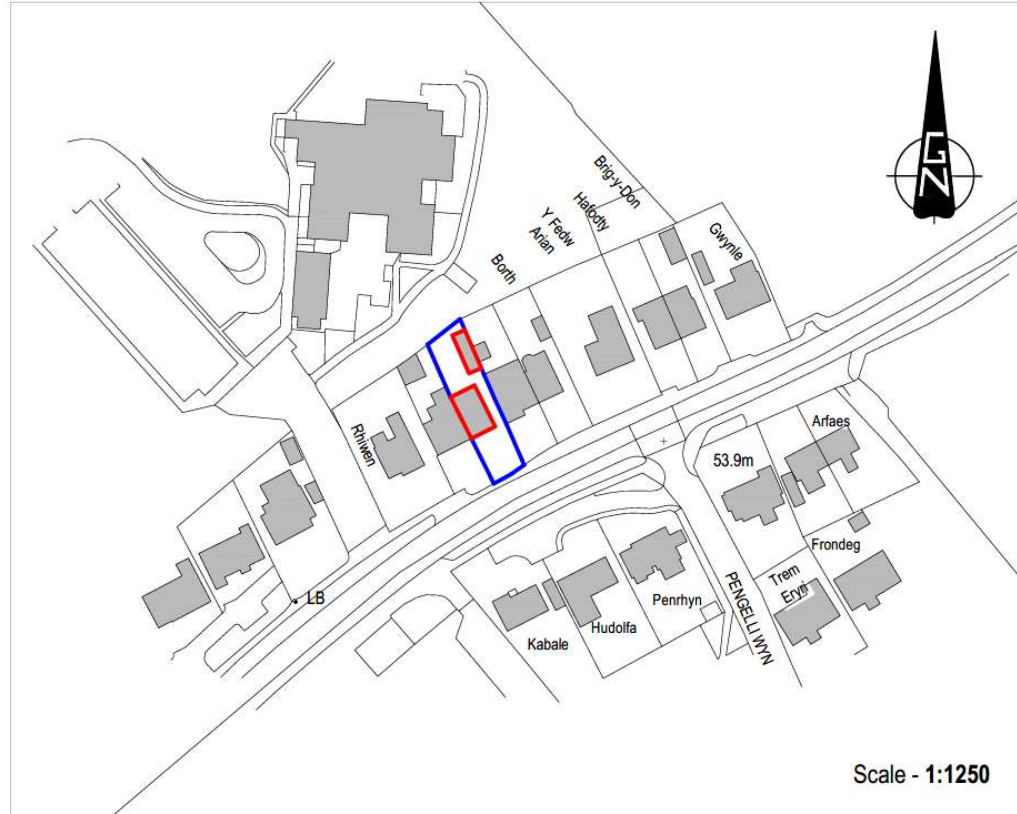 GN
Brig-y-Don
Hafodty
Y Fedw
Arian
Borth
Gwynle
Rhiwen
53.9m
Arfaes
LB
Frondeg
Trem
Eryri
PENGELLI WYN
Penrhyn
Hudolfa
Kabale
Scale - 1:1250